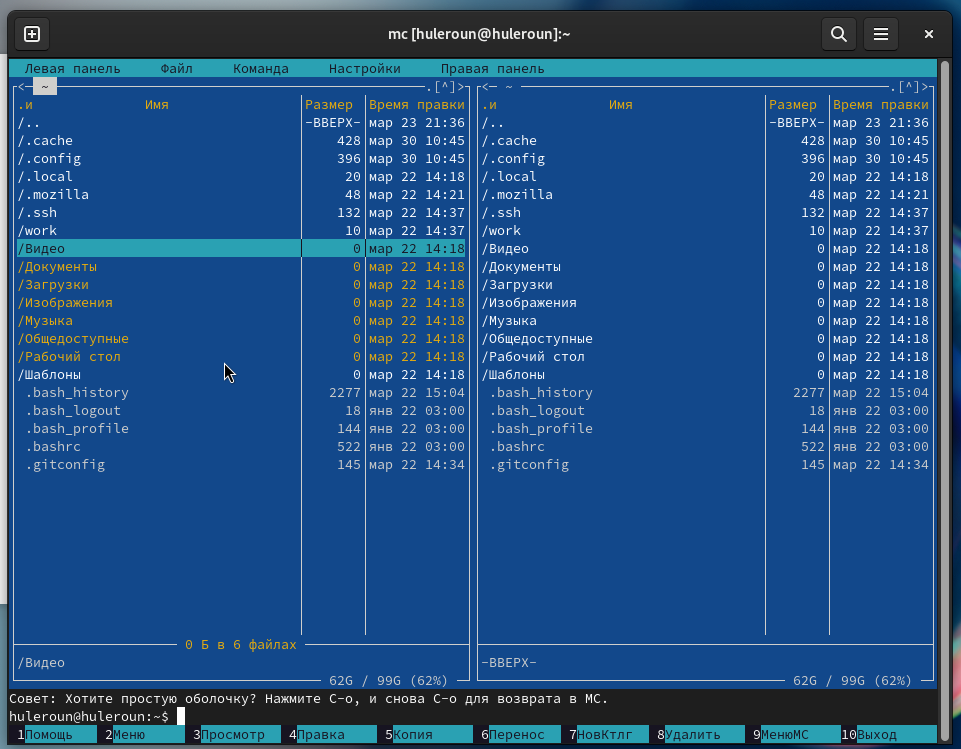 mc [huleroun@huleroun]:~
Левая панель Файл Команда Настройки Правая панель
<─ ~ ─.[^]> <─ ~ ─.[^]>
.и Имя Размер Время правки .и Имя Размер Время правки
/.. -ВВЕРХ- мар 23 21:36 /.. -ВВЕРХ- мар 23 21:36
/.cache 428 мар 30 10:45 /.cache 428 мар 30 10:45
/.config 396 мар 30 10:45 /.config 396 мар 30 10:45
/.local 20 мар 22 14:18 /.local 20 мар 22 14:18
/.mozilla 48 мар 22 14:21 /.mozilla 48 мар 22 14:21
/.ssh 132 мар 22 14:37 /.ssh 132 мар 22 14:37
/work 10 мар 22 14:37 /work 10 мар 22 14:37
/Видео 0 мар 22 14:18 /Видео 0 мар 22 14:18
/Документы 0 мар 22 14:18 /Документы 0 мар 22 14:18
/Загрузки 0 мар 22 14:18 /Загрузки 0 мар 22 14:18
/Изображения 0 мар 22 14:18 /Изображения 0 мар 22 14:18
/Музыка 0 мар 22 14:18 /Музыка 0 мар 22 14:18
/Общедоступные 0 мар 22 14:18 /Общедоступные 0 мар 22 14:18
/Рабочий стол 0 мар 22 14:18 /Рабочий стол 0 мар 22 14:18
/Шаблоны 0 мар 22 14:18 /Шаблоны 0 мар 22 14:18
.bash_history 2277 мар 22 15:04 .bash_history 2277 мар 22 15:04
.bash_logout 18 янв 22 03:00 .bash_logout 18 янв 22 03:00
.bash_profile 144 янв 22 03:00 .bash_profile 144 янв 22 03:00
.bashrc 522 янв 22 03:00 .bashrc 522 янв 22 03:00
.gitconfig 145 мар 22 14:34 .gitconfig 145 мар 22 14:34
0 Б в 6 файлах
/Видео -ВВЕРХ-
62G / 99G (62%) 62G / 99G (62%)
Совет: Хотите простую оболочку? Нажмите C-o, и снова C-o для возврата в MC.
huleroun@huleroun:~$
1Помощь 2Меню 3Просмотр 4Правка 5Копия 6Перенос 7НовКтлг 8Удалить 9МенюMC 10Выход